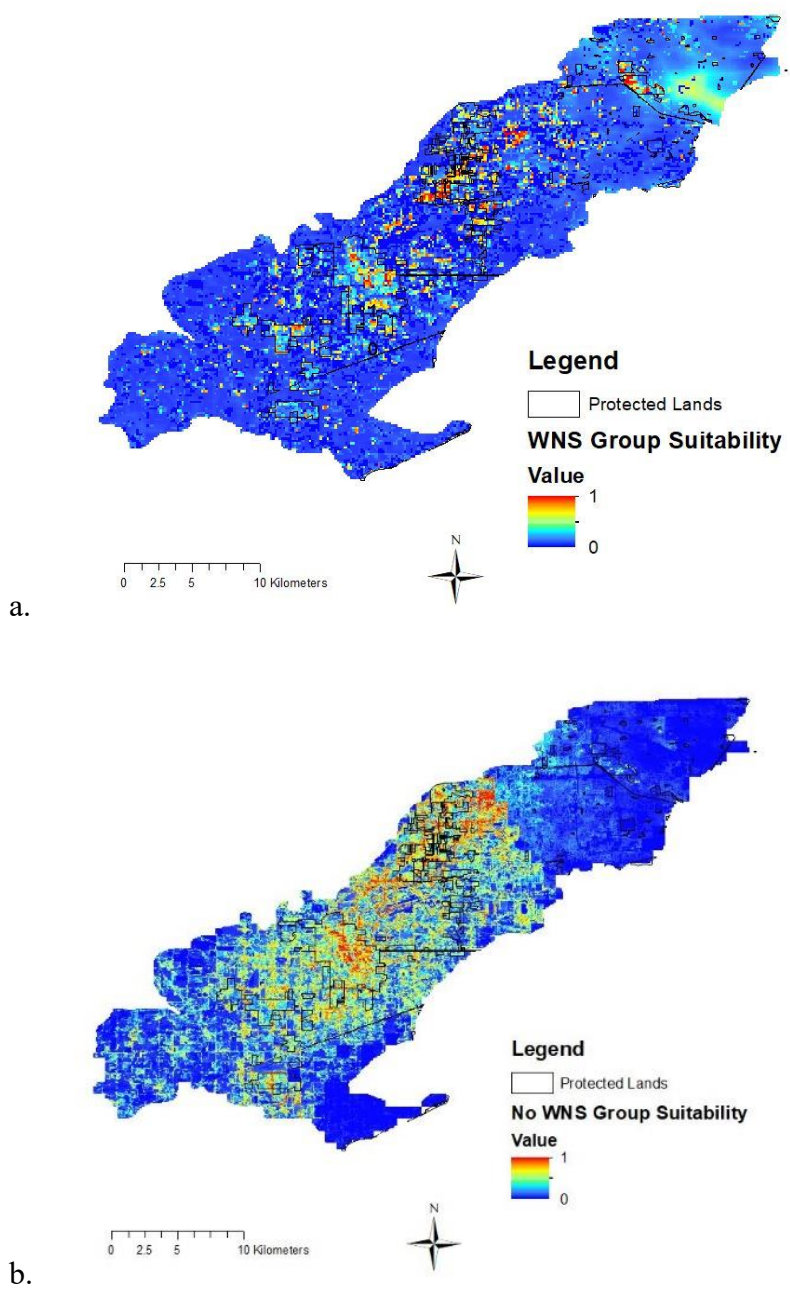 Legend
Protected Lands
WNS Group Suitability
Value
1
0
N
0 2.5 5 10 Kilometers
a.
Legend
Protected Lands
No WNS Group Suitability
Value
1
0
N
0 2.5 5 10 Kilometers
b.